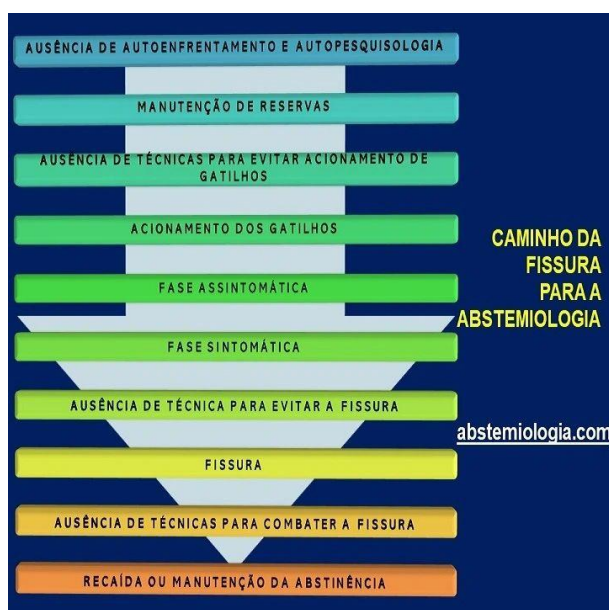 AUSÊNCIA DE AUTOENFRENTAMENTO E AUTOPESQUISOLOGIA
MANUTENÇÃO DE RESERVAS
AUSÊNCIA DE TÉCNICAS PARA EVITAR ACIONAMENTO DE
GATILHOS
ACIONAMENTO DOS GATILHOS
FASE ASSINTOMÁTICA
FASE SINTOMÁTICA
AUSÊNCIA DE TÉCNICA PARA EVITAR A FISSURA
FISSURA
AUSÊNCIA DE TÉCNICAS PARA COMBATER A FISSURA
RECAÍDA OU MANUTENÇÃO DA ABSTINÊNCIA
CAMINHO DA
FISSURA
PARA A
ABSTEMIOLOGIA
abstemiologia.com